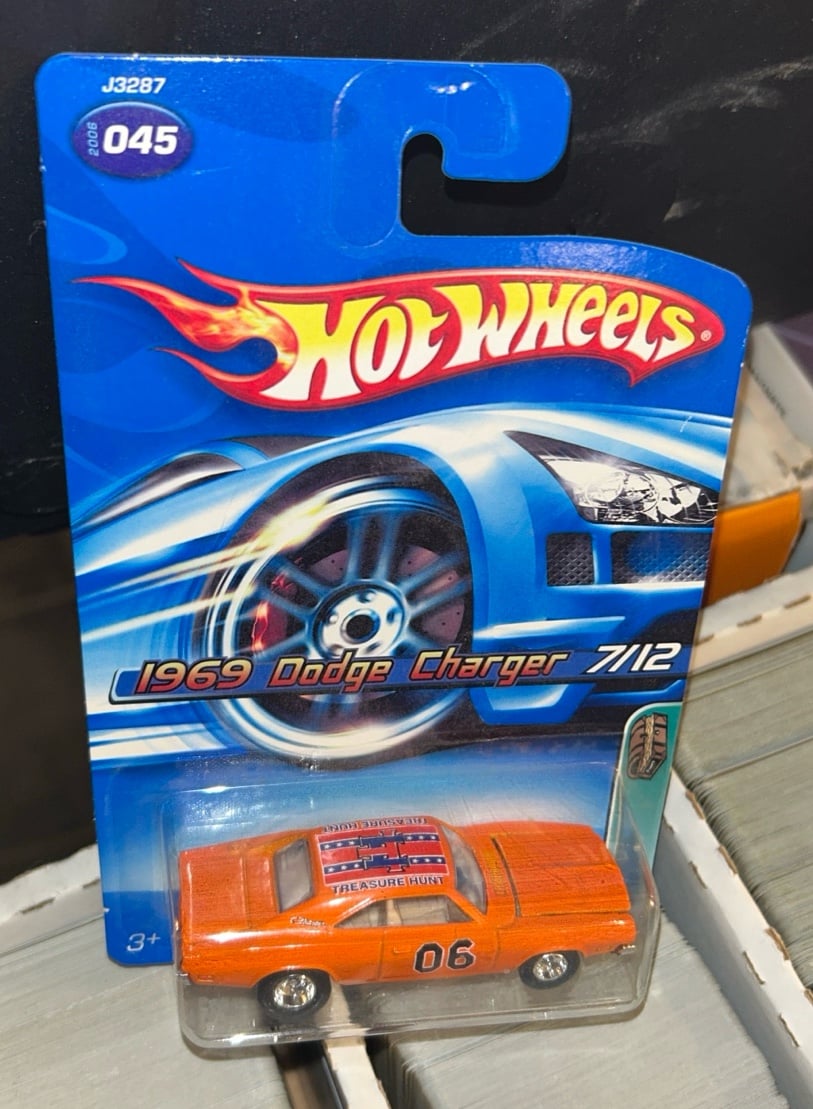 J3287
2006
045
HOT WHEELS®
1969 Dodge Charger 7/12
TREASURE HUNT
TREASURE HUNT
06
3+